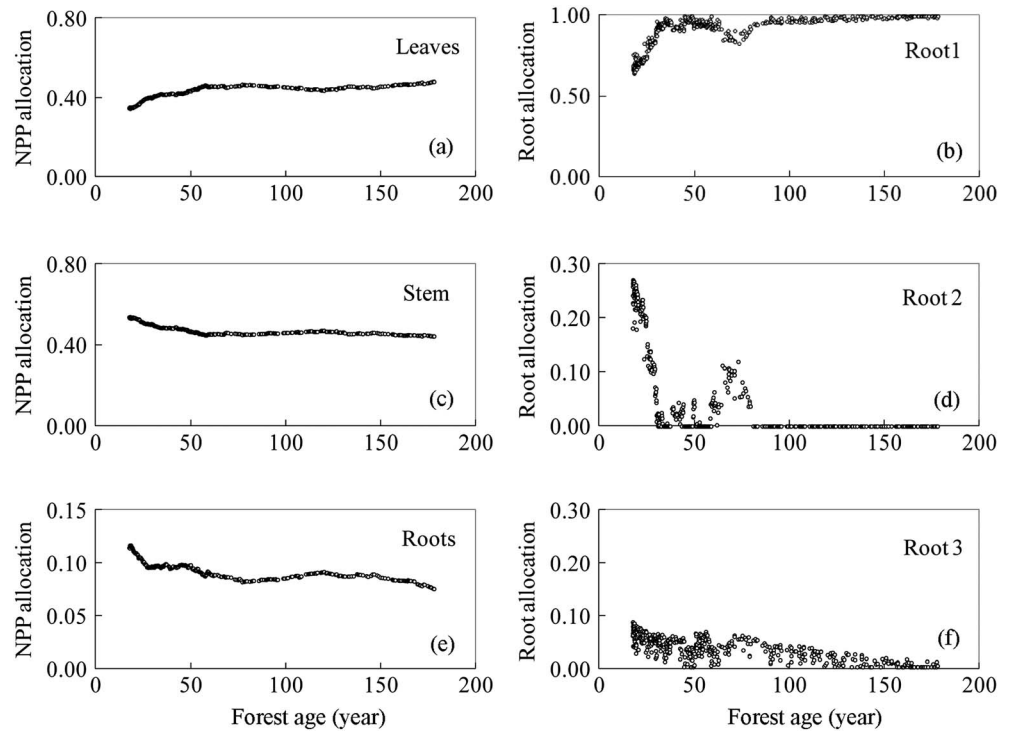 0.80
0.40
0.00
NPP allocation
Leaves
(a)
0 50 100 150 200
1.00
0.50
0.00
Root allocation
Root1
(b)
0 50 100 150 200
0.80
0.40
0.00
NPP allocation
Stem
(c)
0 50 100 150 200
0.30
0.20
0.10
0.00
Root allocation
Root 2
(d)
0 50 100 150 200
0.15
0.10
0.05
0.00
NPP allocation
Roots
(e)
0 50 100 150 200
Forest age (year)
0.30
0.20
0.10
0.00
Root allocation
Root 3
(f)
0 50 100 150 200
Forest age (year)